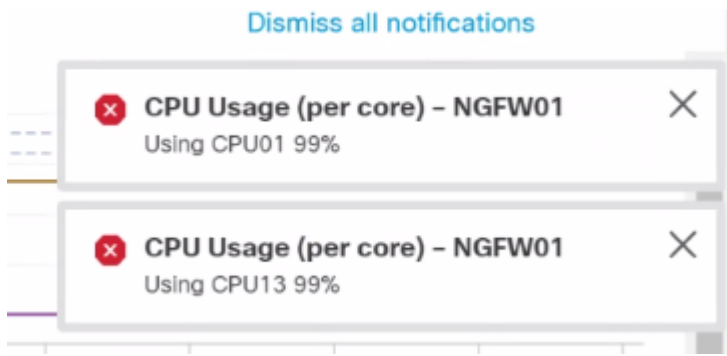 Dismiss all notifications
CPU Usage (per core) – NGFW01
Using CPU01 99%
CPU Usage (per core) – NGFW01
Using CPU13 99%